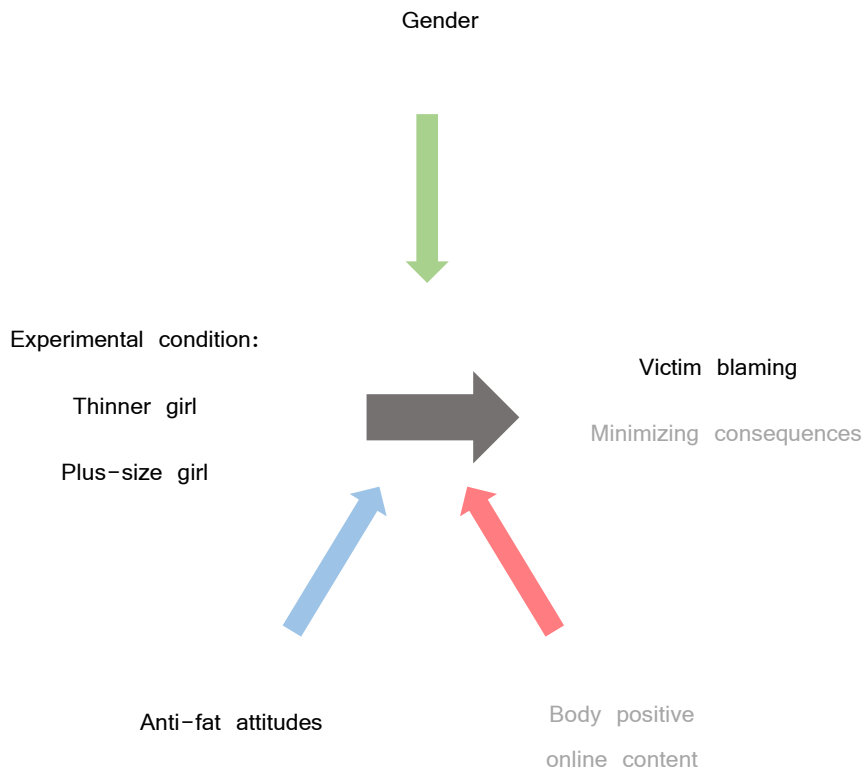 Gender
Experimental condition:
Thinner girl
Plus-size girl
Victim blaming
Minimizing consequences
Anti-fat attitudes
Body positive
online content